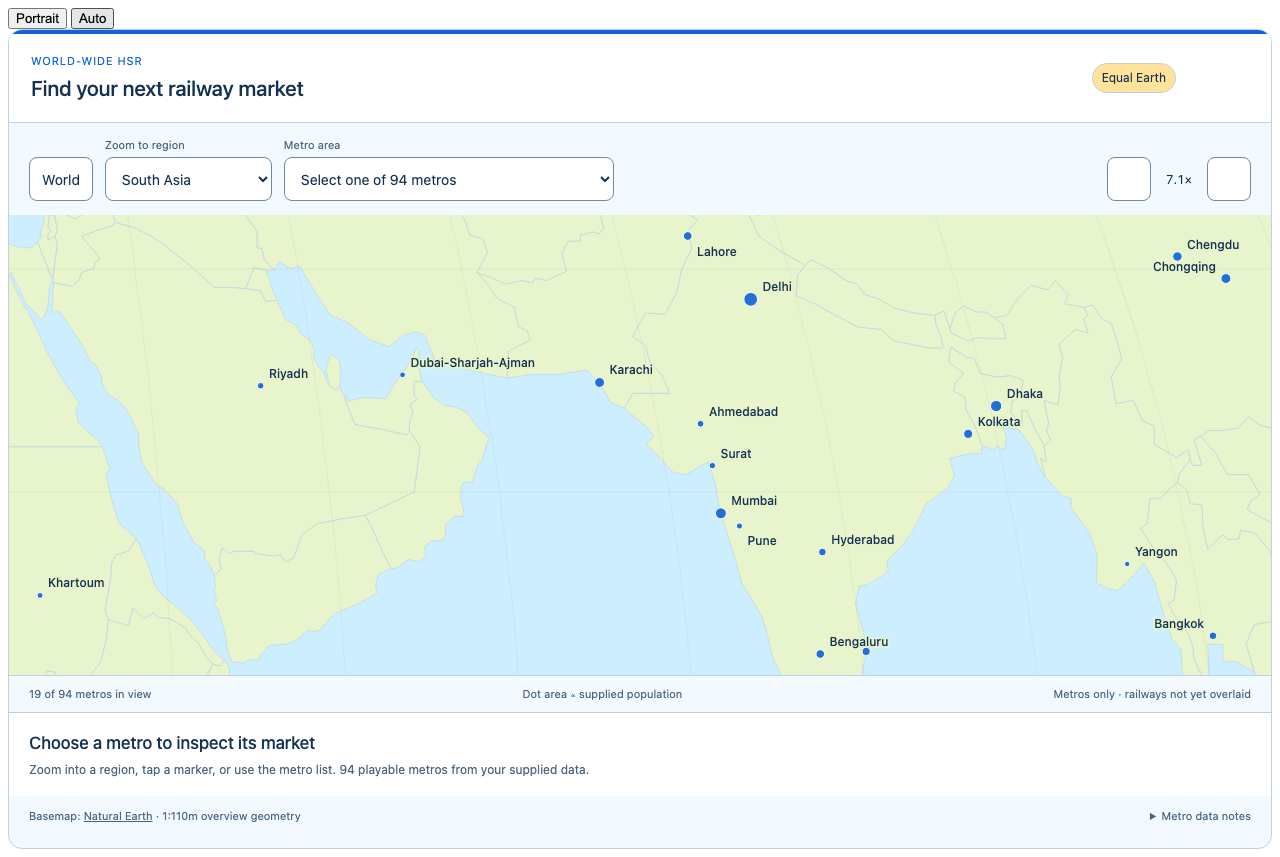 Portrait Auto
WORLD-WIDE HSR
Find your next railway market
Equal Earth
Zoom to region
Metro area
World
South Asia
Select one of 94 metros
7.1×
Chengdu
Lahore
Chongqing
Delhi
Dubai-Sharjah-Ajman
Karachi
Riyadh
Dhaka
Ahmedabad
Kolkata
Surat
Mumbai
Pune
Hyderabad
Yangon
Khartoum
Bangkok
Bengaluru
19 of 94 metros in view
Dot area ∝ supplied population
Metros only · railways not yet overlaid
Choose a metro to inspect its market
Zoom into a region, tap a marker, or use the metro list. 94 playable metros from your supplied data.
Basemap: Natural Earth · 1:110m overview geometry
▶ Metro data notes